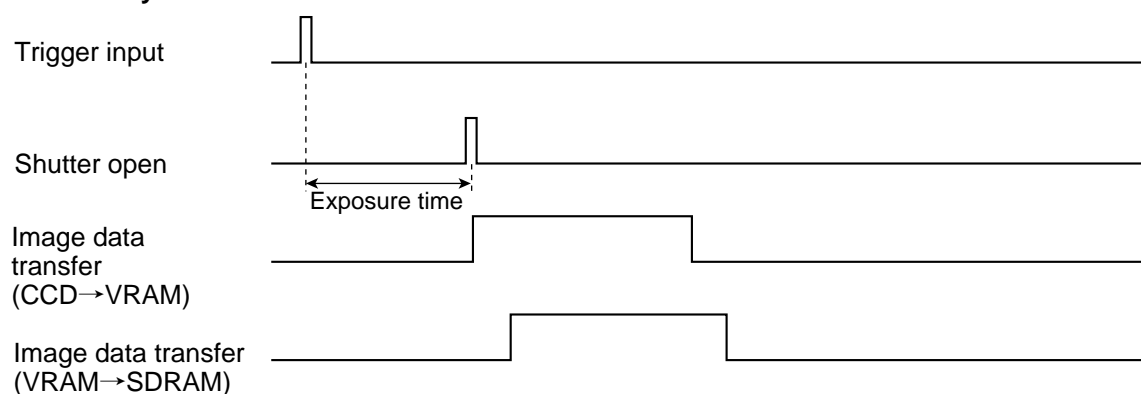 Trigger input
Shutter open
Exposure time
Image data
transfer
(CCD→VRAM)
Image data transfer
(VRAM→SDRAM)